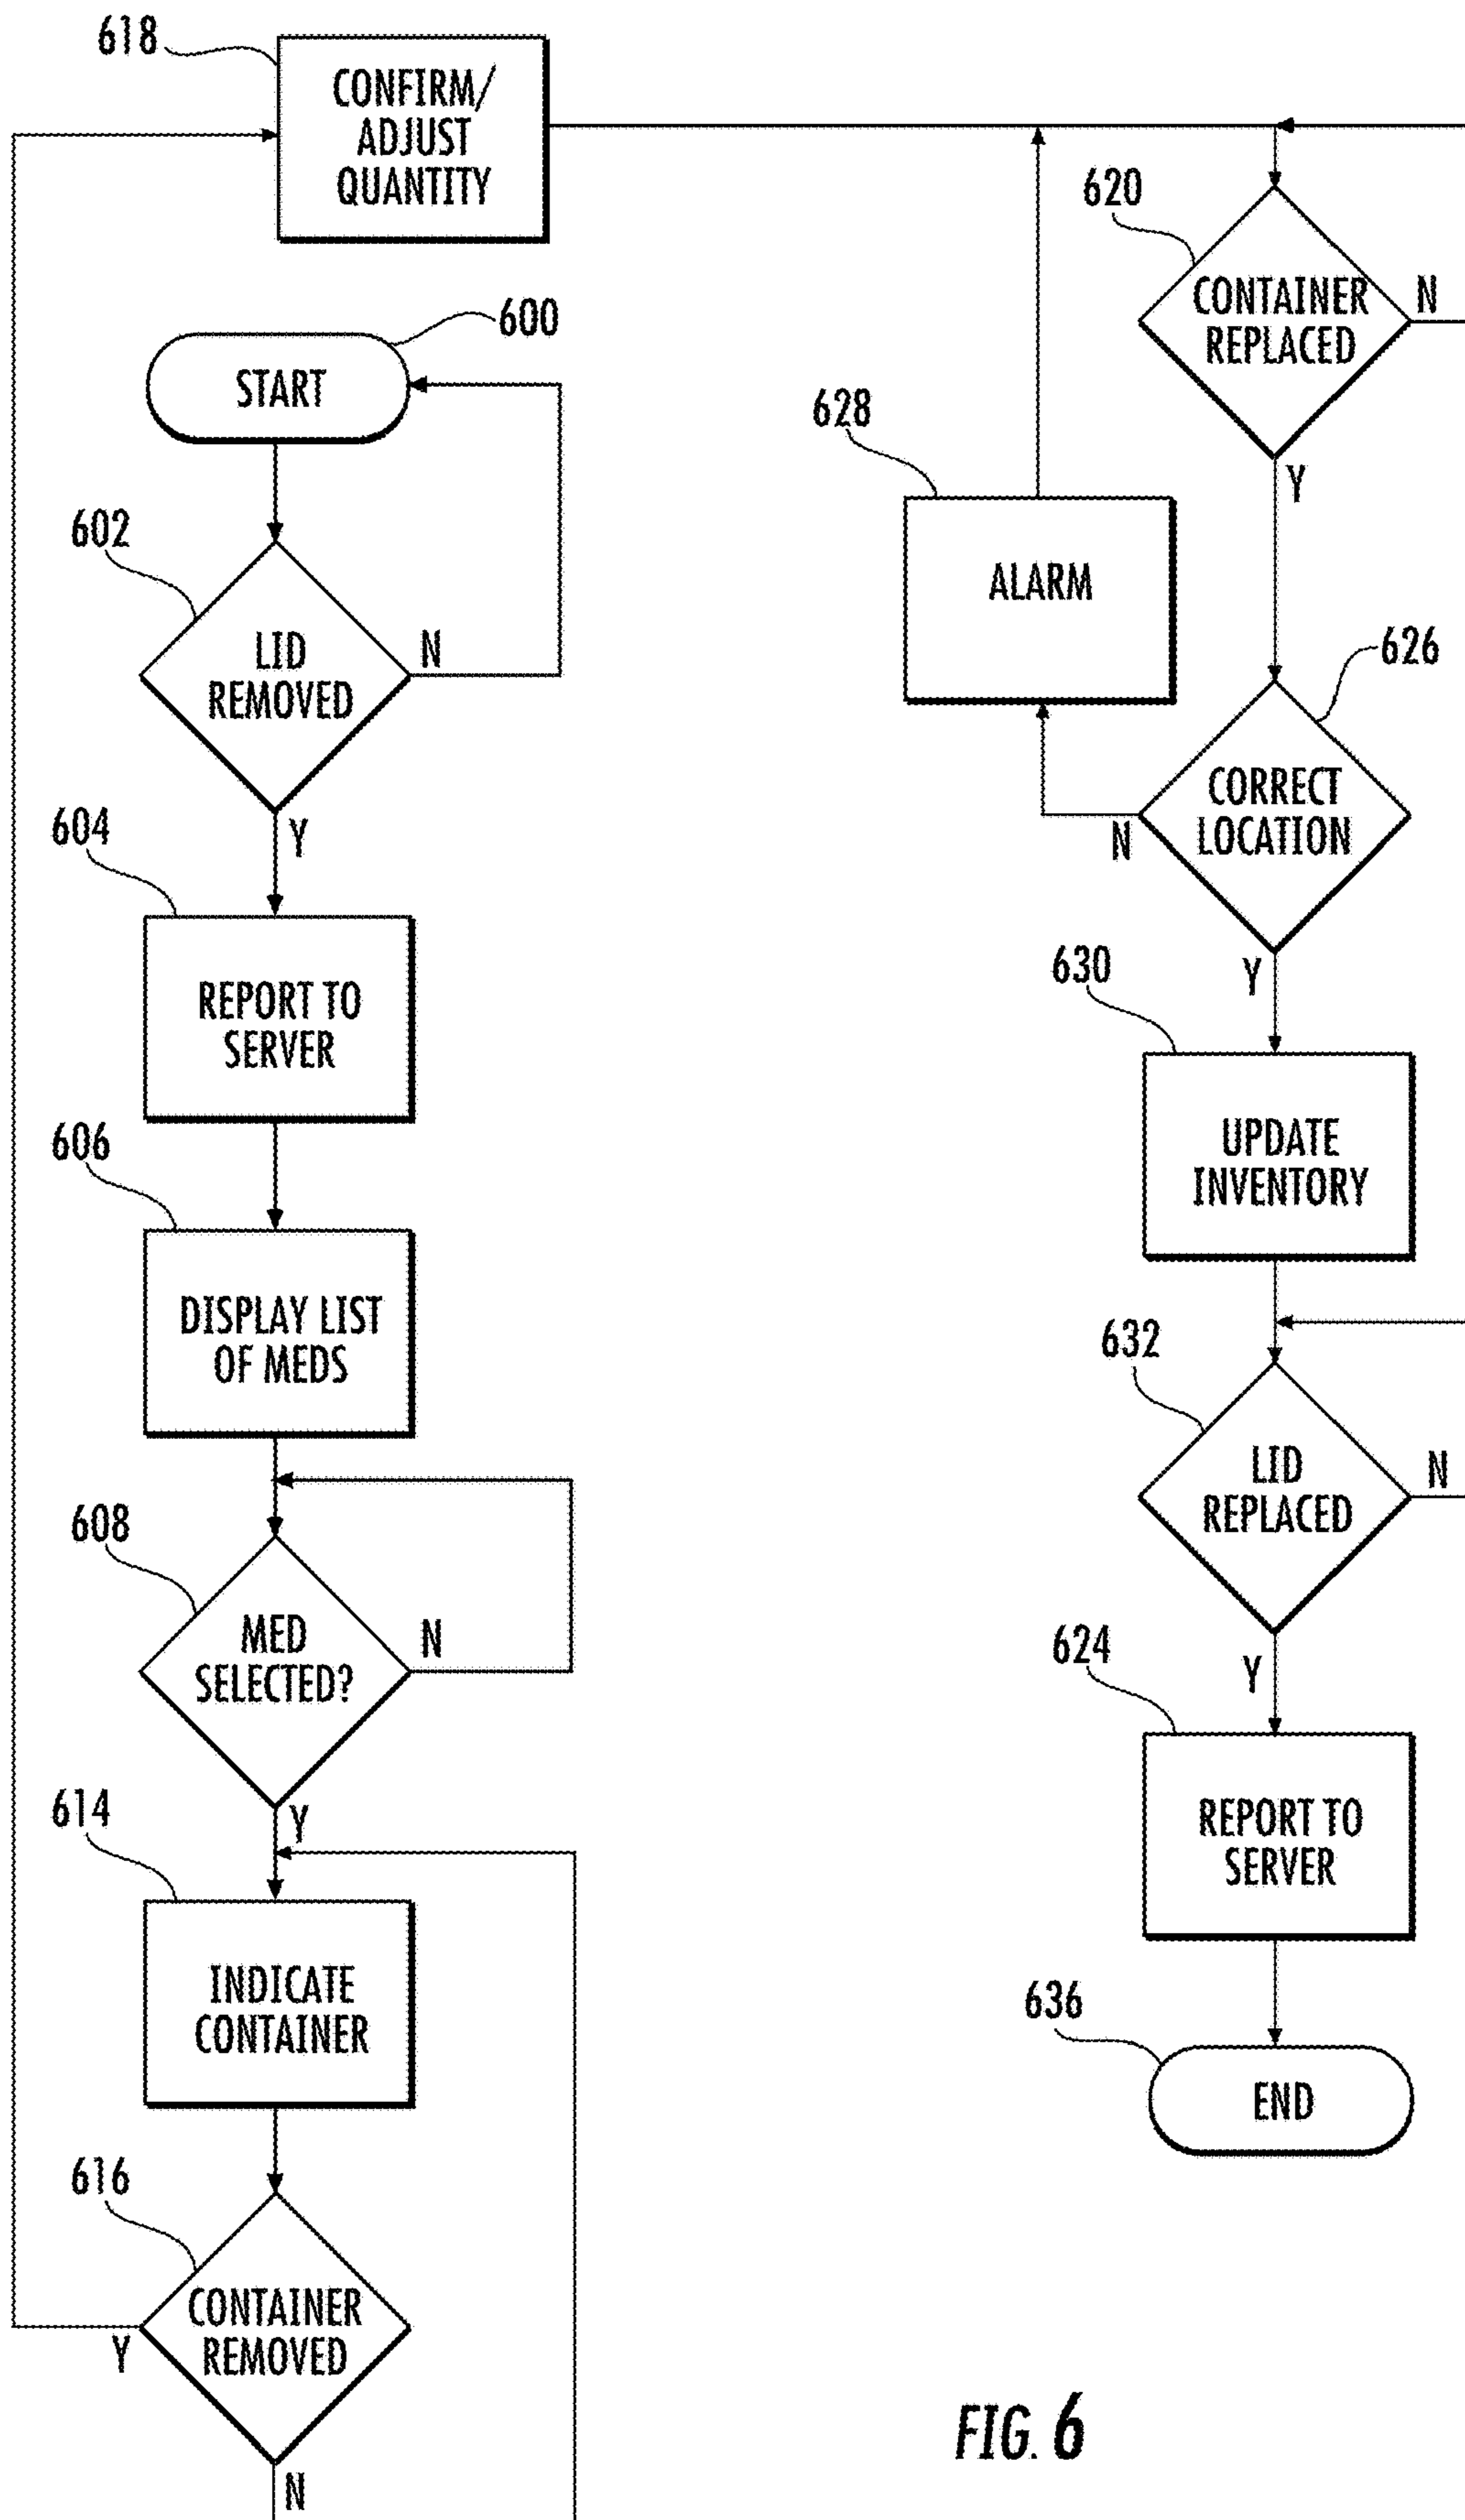 618
CONFIRM/
ADJUST
QUANTITY
600
START
602
LID
REMOVED
N
Y
604
REPORT TO
SERVER
606
DISPLAY LIST
OF MEDS
608
MED
SELECTED?
N
Y
614
INDICATE
CONTAINER
616
CONTAINER
REMOVED
Y
N
620
CONTAINER
REPLACED
N
Y
628
ALARM
626
CORRECT
LOCATION
N
Y
630
UPDATE
INVENTORY
632
LID
REPLACED
N
Y
624
REPORT TO
SERVER
636
END
FIG. 6